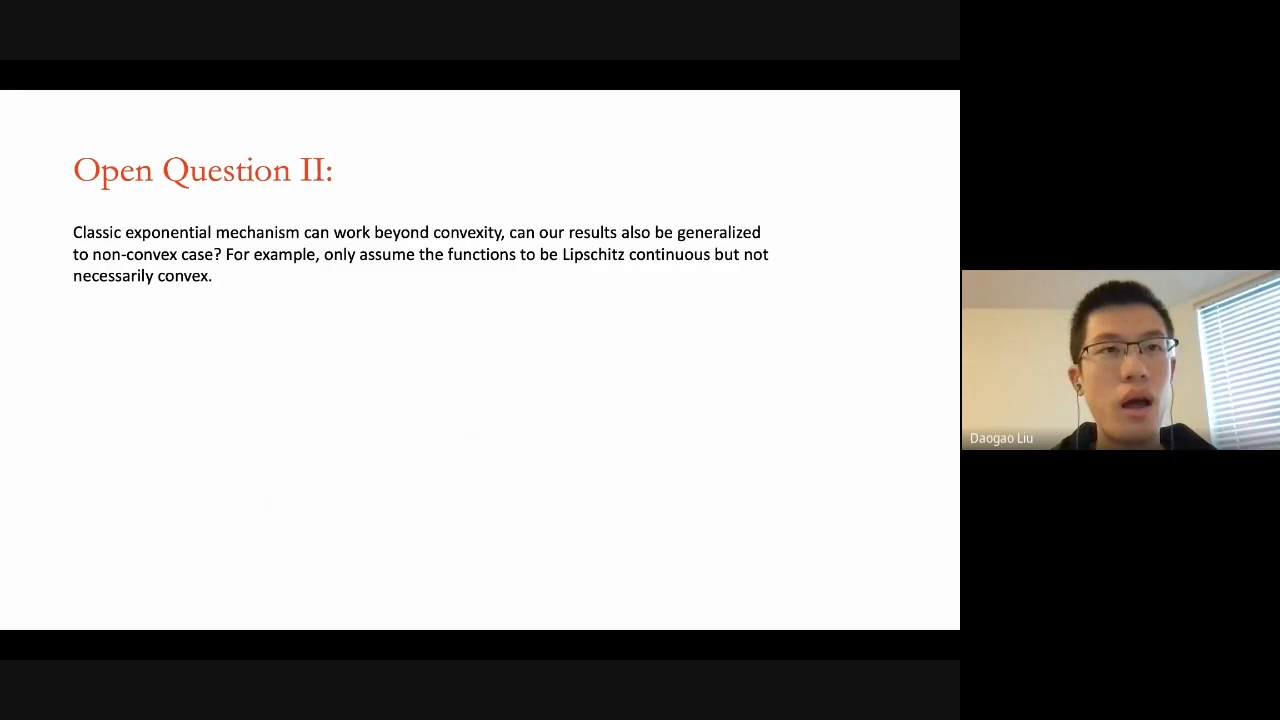 Open Question II:
Classic exponential mechanism can work beyond convexity, can our results also be generalized
to non-convex case? For example, only assume the functions to be Lipschitz continuous but not
necessarily convex.
Daogao Liu